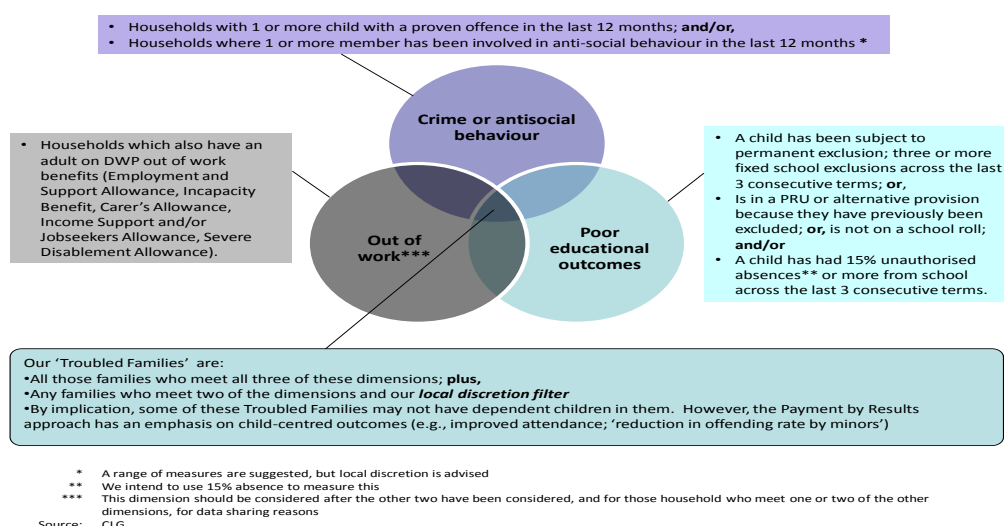 • Households with 1 or more child with a proven offence in the last 12 months; and/or,
• Households where 1 or more member has been involved in anti-social behaviour in the last 12 months *
Crime or antisocial
behaviour
• Households which also have an
adult on DWP out of work
benefits (Employment and
Support Allowance, Incapacity
Benefit, Carer’s Allowance,
Income Support and/or
Jobseekers Allowance, Severe
Disablement Allowance).
Out of
work***
Poor
educational
outcomes
• A child has been subject to
permanent exclusion; three or more
fixed school exclusions across the last
3 consecutive terms; or,
• Is in a PRU or alternative provision
because they have previously been
excluded; or, is not on a school roll;
and/or
• A child has had 15% unauthorised
absences** or more from school
across the last 3 consecutive terms.
Our ‘Troubled Families’ are:
•All those families who meet all three of these dimensions; plus,
•Any families who meet two of the dimensions and our local discretion filter
•By implication, some of these Troubled Families may not have dependent children in them. However, the Payment by Results
approach has an emphasis on child-centred outcomes (e.g., improved attendance; ‘reduction in offending rate by minors’)
* A range of measures are suggested, but local discretion is advised
** We intend to use 15% absence to measure this
*** This dimension should be considered after the other two have been considered, and for those household who meet one or two of the other
dimensions, for data sharing reasons
Source: CLG